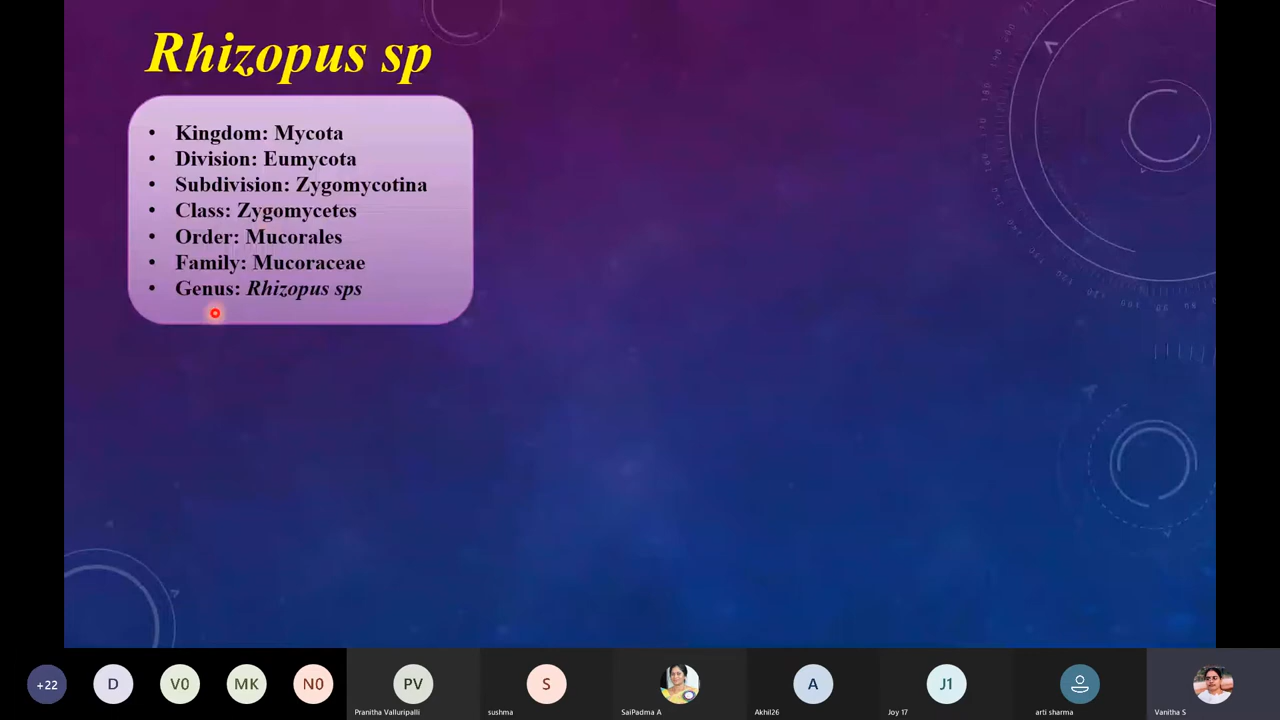 Rhizopus sp
• Kingdom: Mycota
• Division: Eumycota
• Subdivision: Zygomycotina
• Class: Zygomycetes
• Order: Mucorales
• Family: Mucoraceae
• Genus: Rhizopus sps
+22
D
V0
MK
N0
PV
S
A
J1
Pranitha Valluripalli
sushma
SaiPadma A
Akhil26
Joy 17
arti sharma
Vanitha S